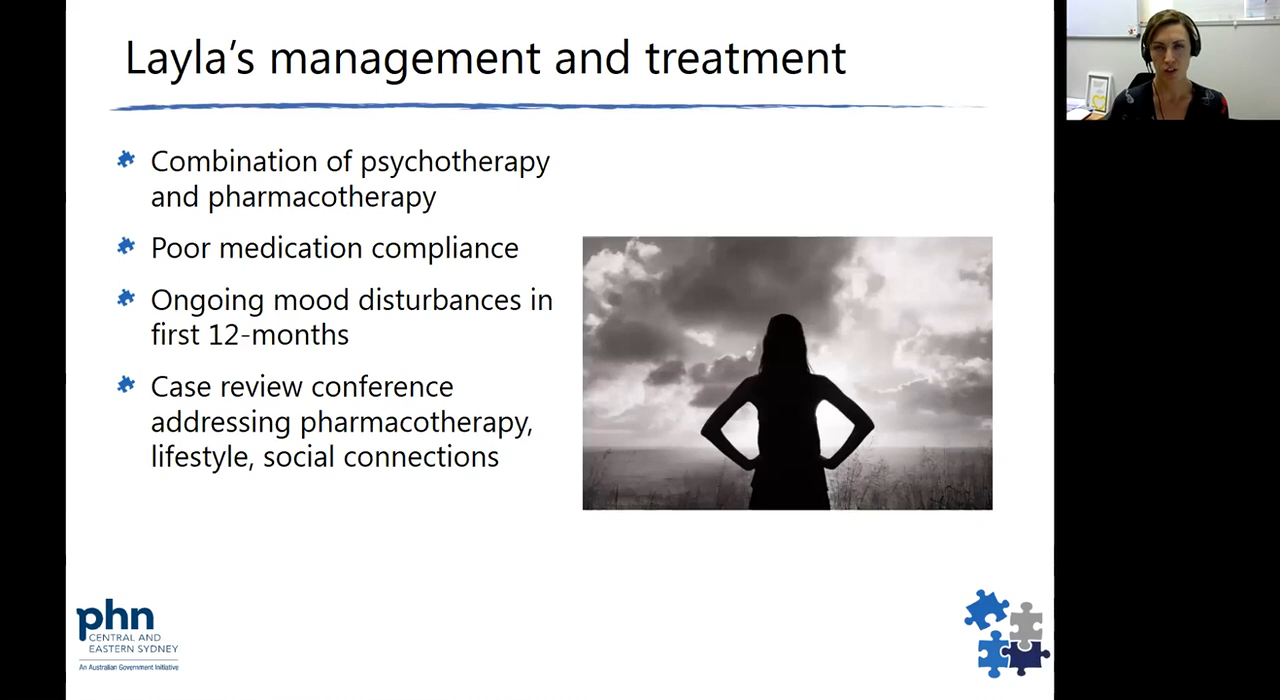 Layla’s management and treatment
Combination of psychotherapy
and pharmacotherapy
Poor medication compliance
Ongoing mood disturbances in
first 12-months
Case review conference
addressing pharmacotherapy,
lifestyle, social connections
phn
CENTRAL AND
EASTERN SYDNEY
An Australian Government Initiative